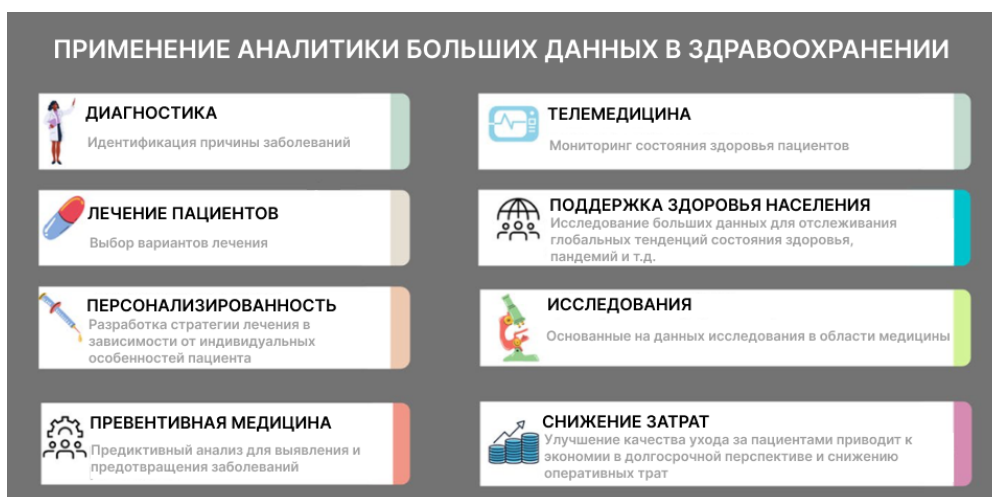 ПРИМЕНЕНИЕ АНАЛИТИКИ БОЛЬШИХ ДАННЫХ В ЗДРАВООХРАНЕНИИ
ДИАГНОСТИКА
Идентификация причины заболеваний
ЛЕЧЕНИЕ ПАЦИЕНТОВ
Выбор вариантов лечения
ПЕРСОНАЛИЗИРОВАННОСТЬ
Разработка стратегии лечения в
зависимости от индивидуальных
особенностей пациента
ПРЕВЕНТИВНАЯ МЕДИЦИНА
Предиктивный анализ для выявления и
предотвращения заболеваний
ТЕЛЕМЕДИЦИНА
Мониторинг состояния здоровья пациентов
ПОДДЕРЖКА ЗДОРОВЬЯ НАСЕЛЕНИЯ
Исследование больших данных для отслеживания
глобальных тенденций состояния здоровья,
пандемий и т.д.
ИССЛЕДОВАНИЯ
Основанные на данных исследования в области медицины
СНИЖЕНИЕ ЗАТРАТ
Улучшение качества ухода за пациентами приводит к
экономии в долгосрочной перспективе и снижению
оперативных трат